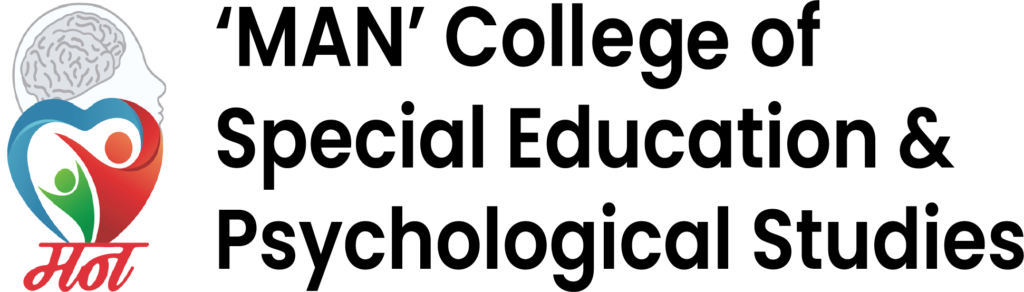 ‘MAN’ College of
Special Education &
Psychological Studies
मन